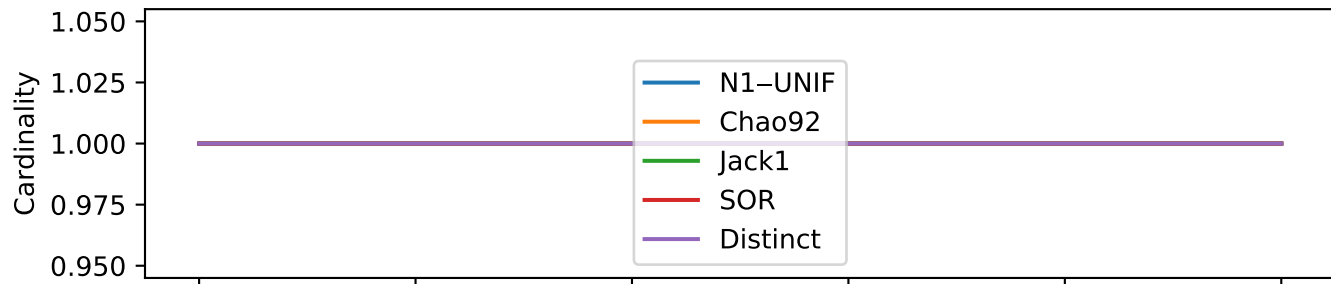 Cardinality
1.050
1.025
1.000
0.975
0.950
N1−UNIF
Chao92
Jack1
SOR
Distinct